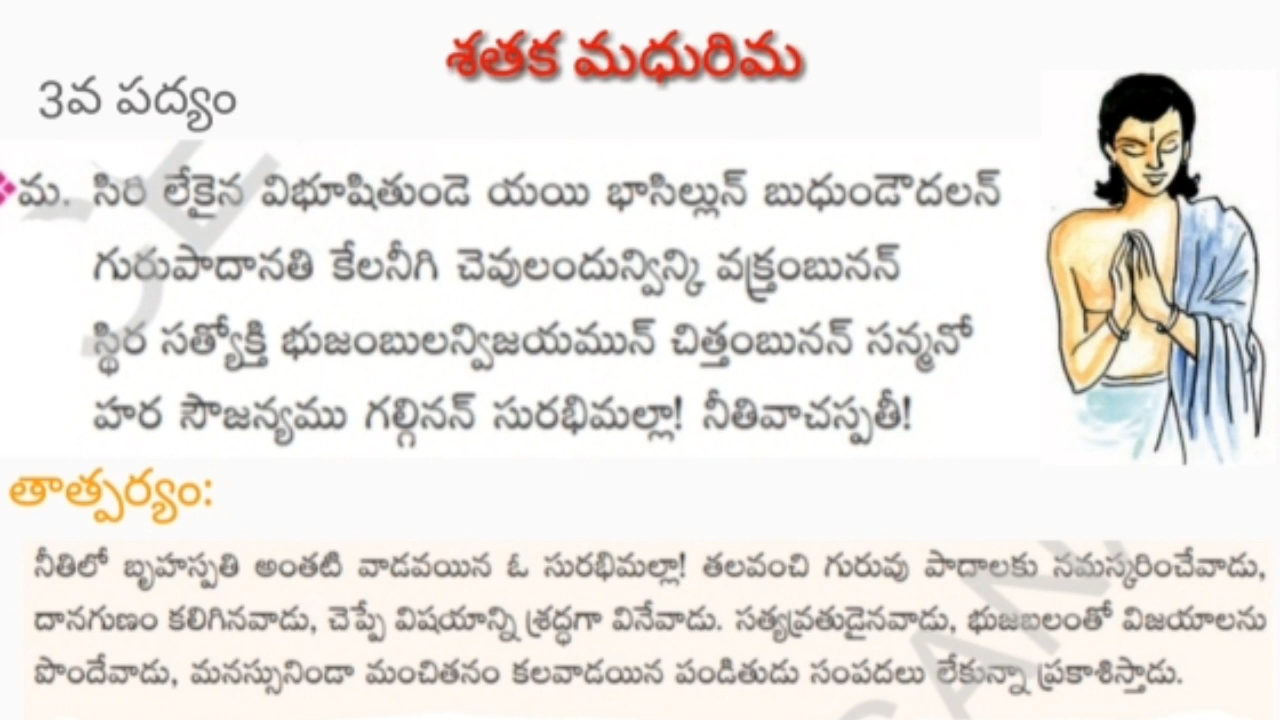 శతక మధురిమ
3వ పద్యం
మ. సిరి లేకైన విభూషితుండె యయి భాసిల్లున్ బుధుండౌదలన్
గురుపాదానతి కేలనీగి చెవులందున్విన్కి వక్త్రంబునన్
స్థిర సత్యోక్తి భుజంబులన్విజయమున్ చిత్తంబునన్ సన్మనో
హర సౌజన్యము గల్గినన్ సురభిమల్లా! నీతివాచస్పతీ!
తాత్పర్యం:
నీతిలో బృహస్పతి అంతటి వాడవయిన ఓ సురభిమల్లా! తలవంచి గురువు పాదాలకు నమస్కరించేవాడు,
దానగుణం కలిగినవాడు, చెప్పే విషయాన్ని శ్రద్ధగా వినేవాడు. సత్యవ్రతుడైనవాడు, భుజబలంతో విజయాలను
పొందేవాడు, మనస్సునిండా మంచితనం కలవాడయిన పండితుడు సంపదలు లేకున్నా ప్రకాశిస్తాడు.